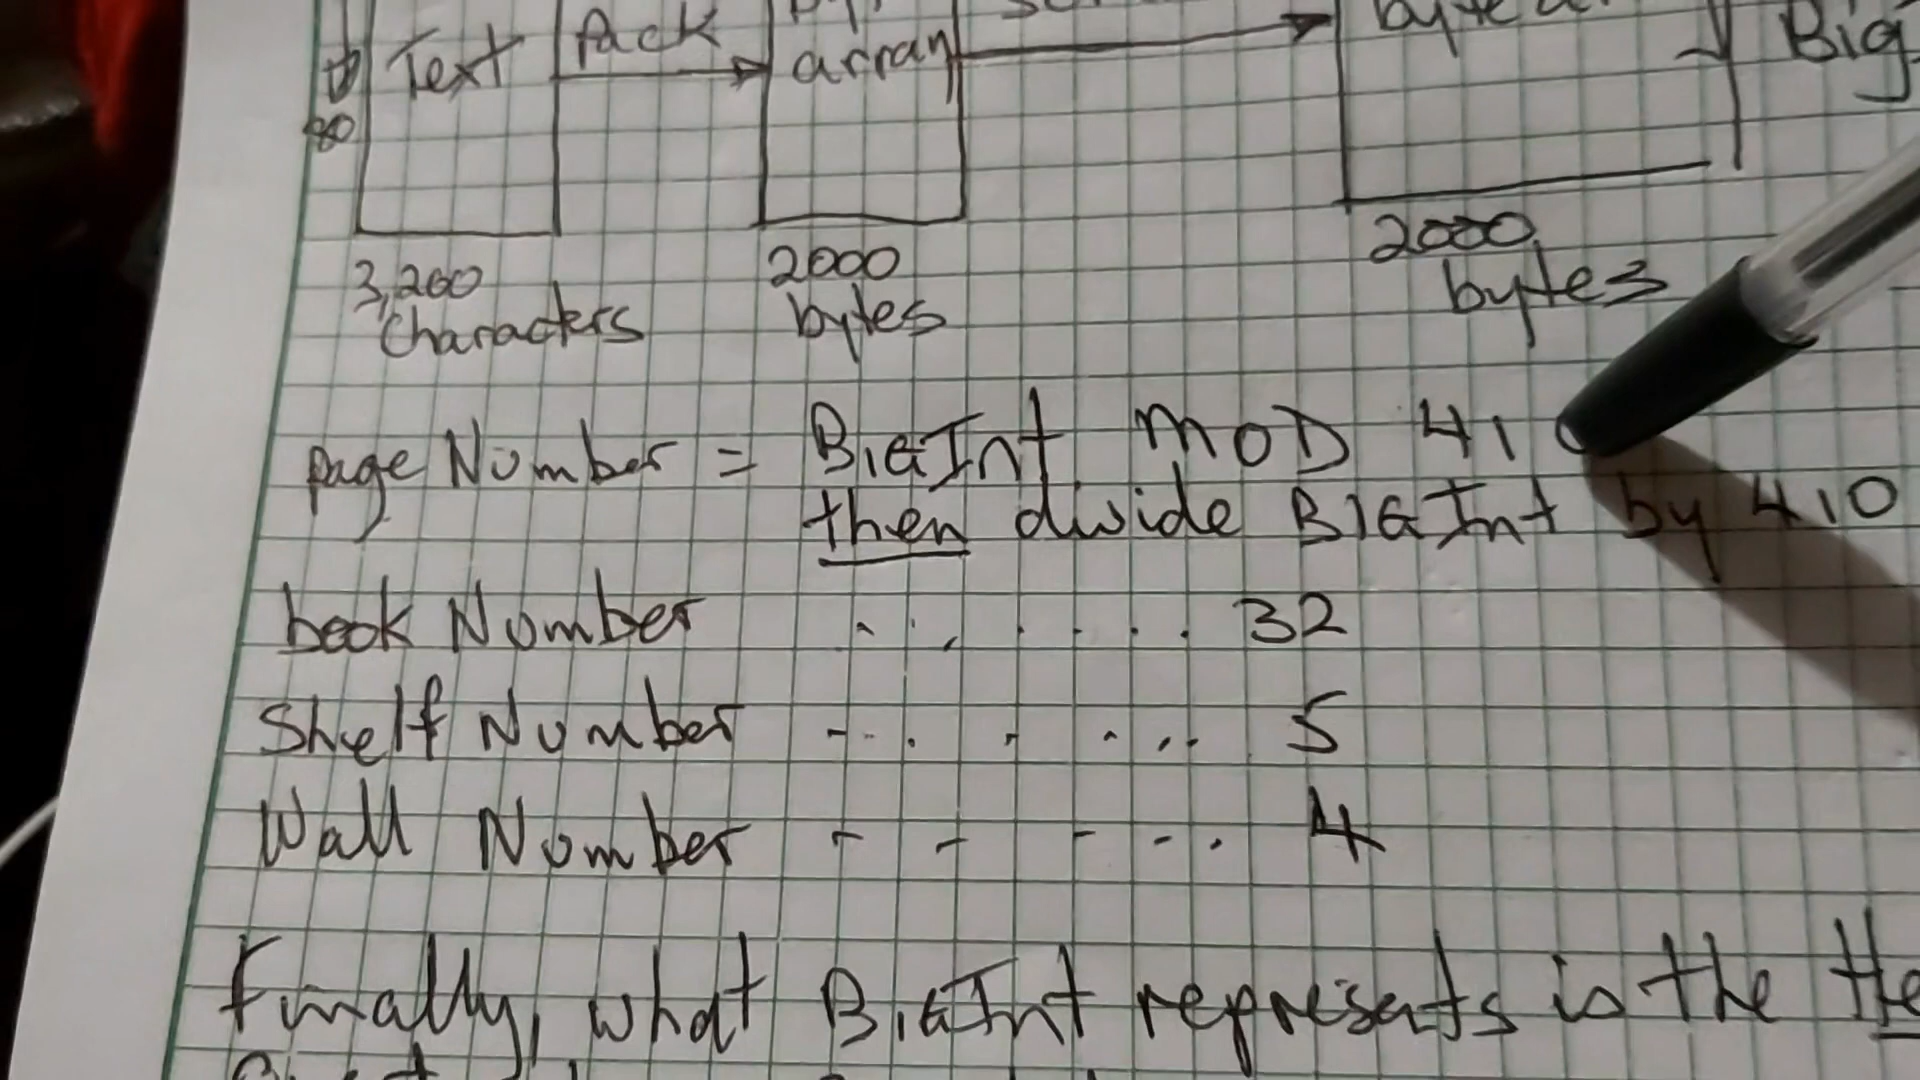 Text Pack array
80
3,200 2000 2000
characters bytes bytes
page Number = BIGInt MOD 410
then divide BIGInt by 410
book Number . . . . . . . 32
Shelf Number - . . . . . . . 5
Wall Number - - - - . . 4
Finally, what BIGInt represents is the